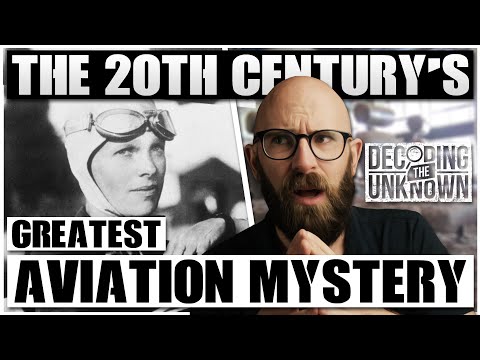 THE 20TH CENTURY'S
DECODING
THE
UNKNOWN
GREATEST
AVIATION MYSTERY